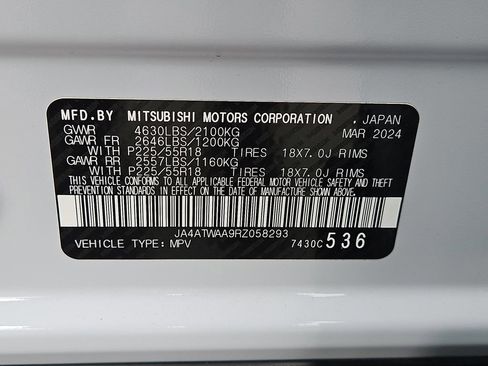 MFD.BY MITSUBISHI MOTORS CORPORATION . JAPAN
GVWR 4630LBS/2100KG MAR 2024
GAWR FR 2646LBS/1200KG
WITH P225/55R18 TIRES 18X7.0J RIMS
GAWR RR 2557LBS/1160KG
WITH P225/55R18 TIRES 18X7.0J RIMS
THIS VEHICLE CONFORMS TO ALL APPLICABLE FEDERAL MOTOR VEHICLE SAFETY AND THEFT
PREVENTION STANDARDS IN EFFECT ON THE DATE OF MANUFACTURE SHOWN ABOVE.
JA4ATWAA9RZ058293
VEHICLE TYPE: MPV 7430C 536